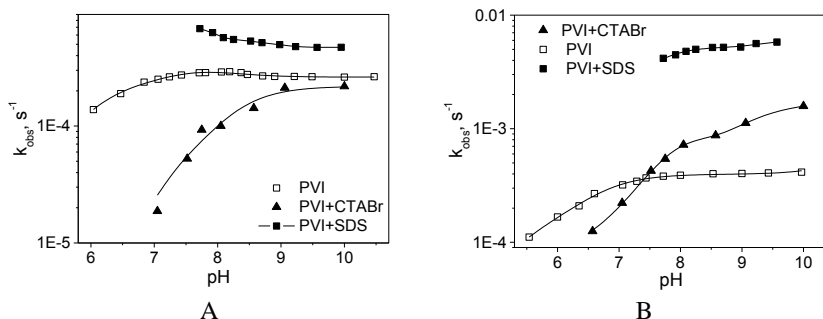 k_obs, s⁻¹
1E-4
1E-5
□ PVI
▲ PVI+CTABr
■ PVI+SDS
6 7 8 9 10
pH
A
k_obs, s⁻¹
0.01
1E-3
1E-4
▲ PVI+CTABr
□ PVI
■ PVI+SDS
6 7 8 9 10
pH
B